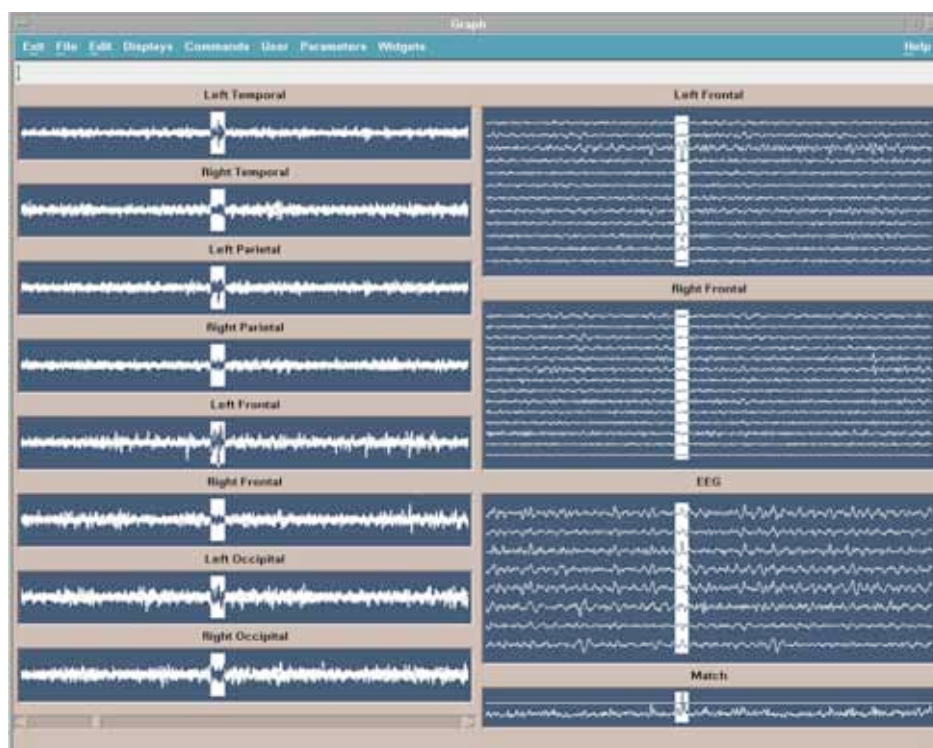 Graph
Exit File Edit Displays Commands User Parameters Widgets Help
Left Temporal
Right Temporal
Left Parietal
Right Parietal
Left Frontal
Right Frontal
Left Occipital
Right Occipital
Left Frontal
Right Frontal
EEG
Match